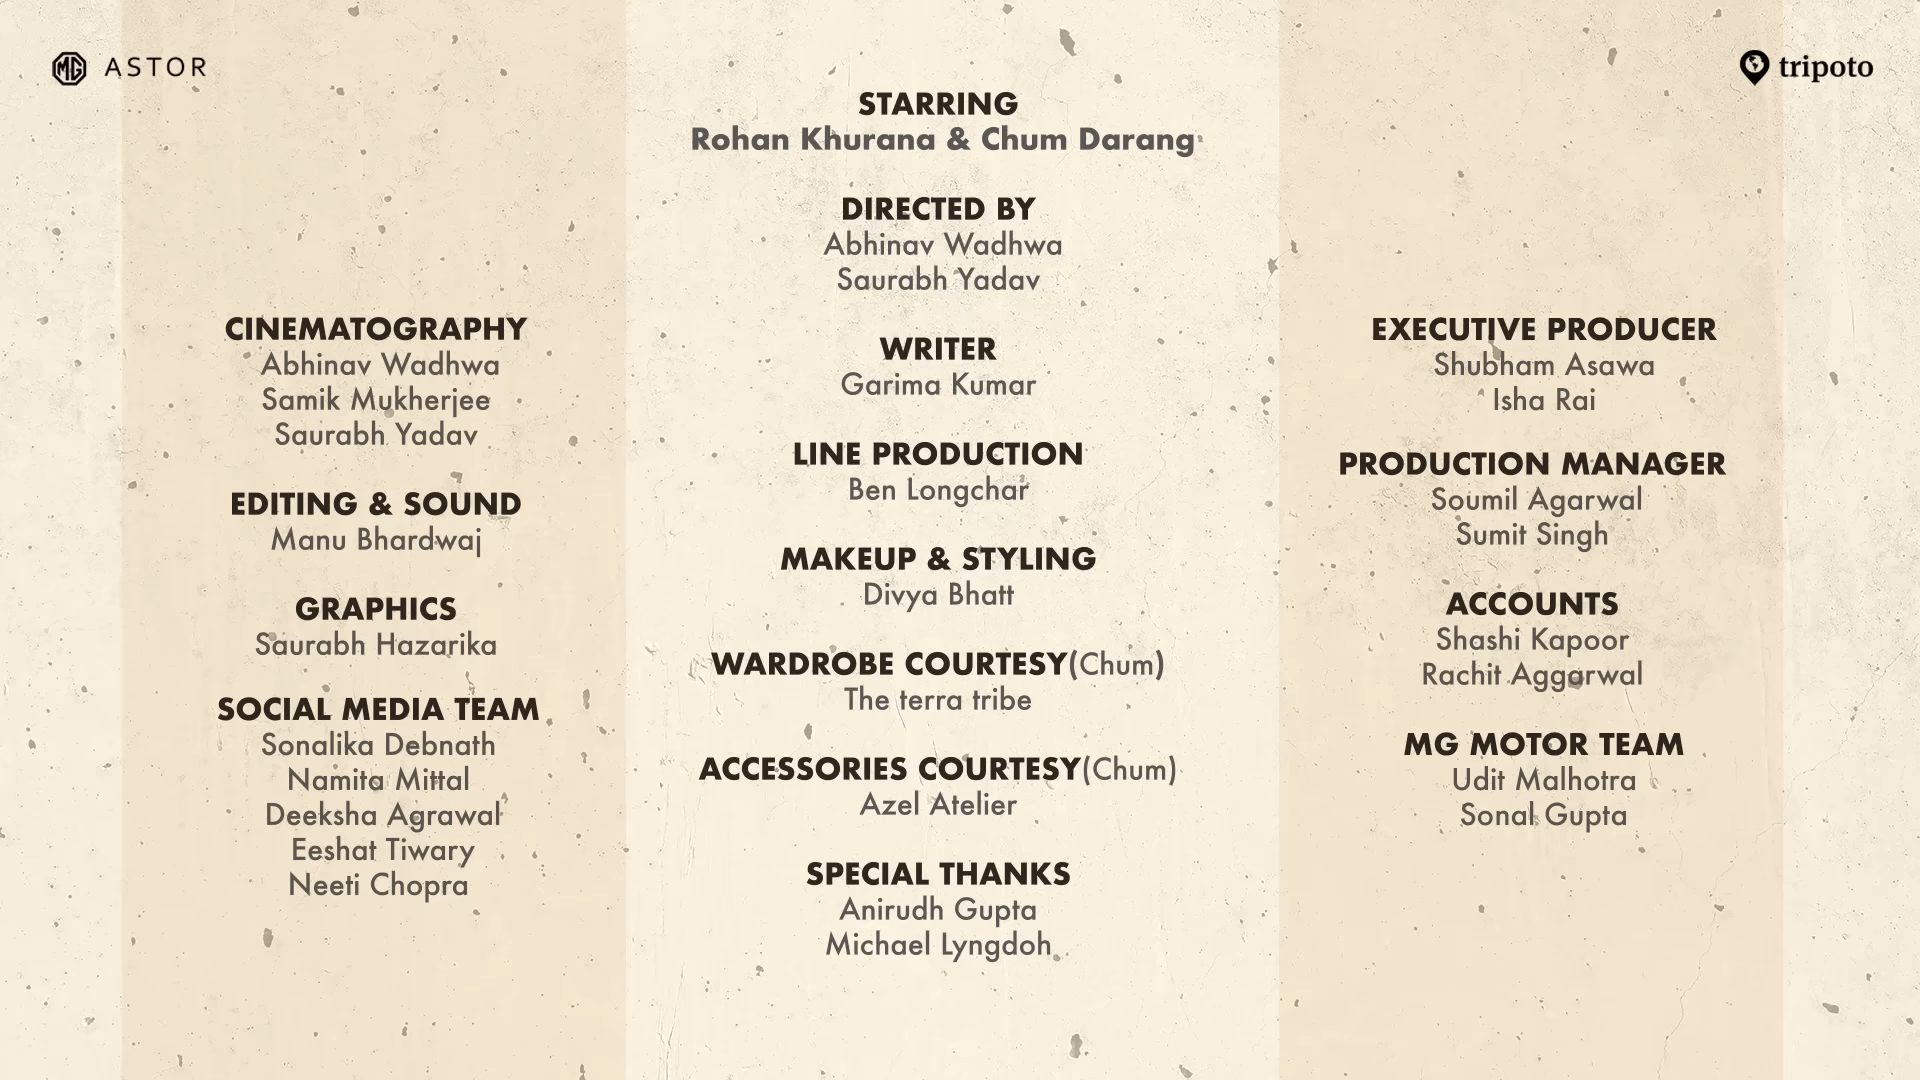 MG ASTOR
tripoto
CINEMATOGRAPHY
Abhinav Wadhwa
Samik Mukherjee
Saurabh Yadav
EDITING & SOUND
Manu Bhardwaj
GRAPHICS
Saurabh Hazarika
SOCIAL MEDIA TEAM
Sonalika Debnath
Namita Mittal
Deeksha Agrawal
Eeshat Tiwary
Neeti Chopra
STARRING
Rohan Khurana & Chum Darang
DIRECTED BY
Abhinav Wadhwa
Saurabh Yadav
WRITER
Garima Kumar
LINE PRODUCTION
Ben Longchar
MAKEUP & STYLING
Divya Bhatt
WARDROBE COURTESY(Chum)
The terra tribe
ACCESSORIES COURTESY(Chum)
Azel Atelier
SPECIAL THANKS
Anirudh Gupta
Michael Lyngdoh
EXECUTIVE PRODUCER
Shubham Asawa
Isha Rai
PRODUCTION MANAGER
Soumil Agarwal
Sumit Singh
ACCOUNTS
Shashi Kapoor
Rachit Aggarwal
MG MOTOR TEAM
Udit Malhotra
Sonal Gupta